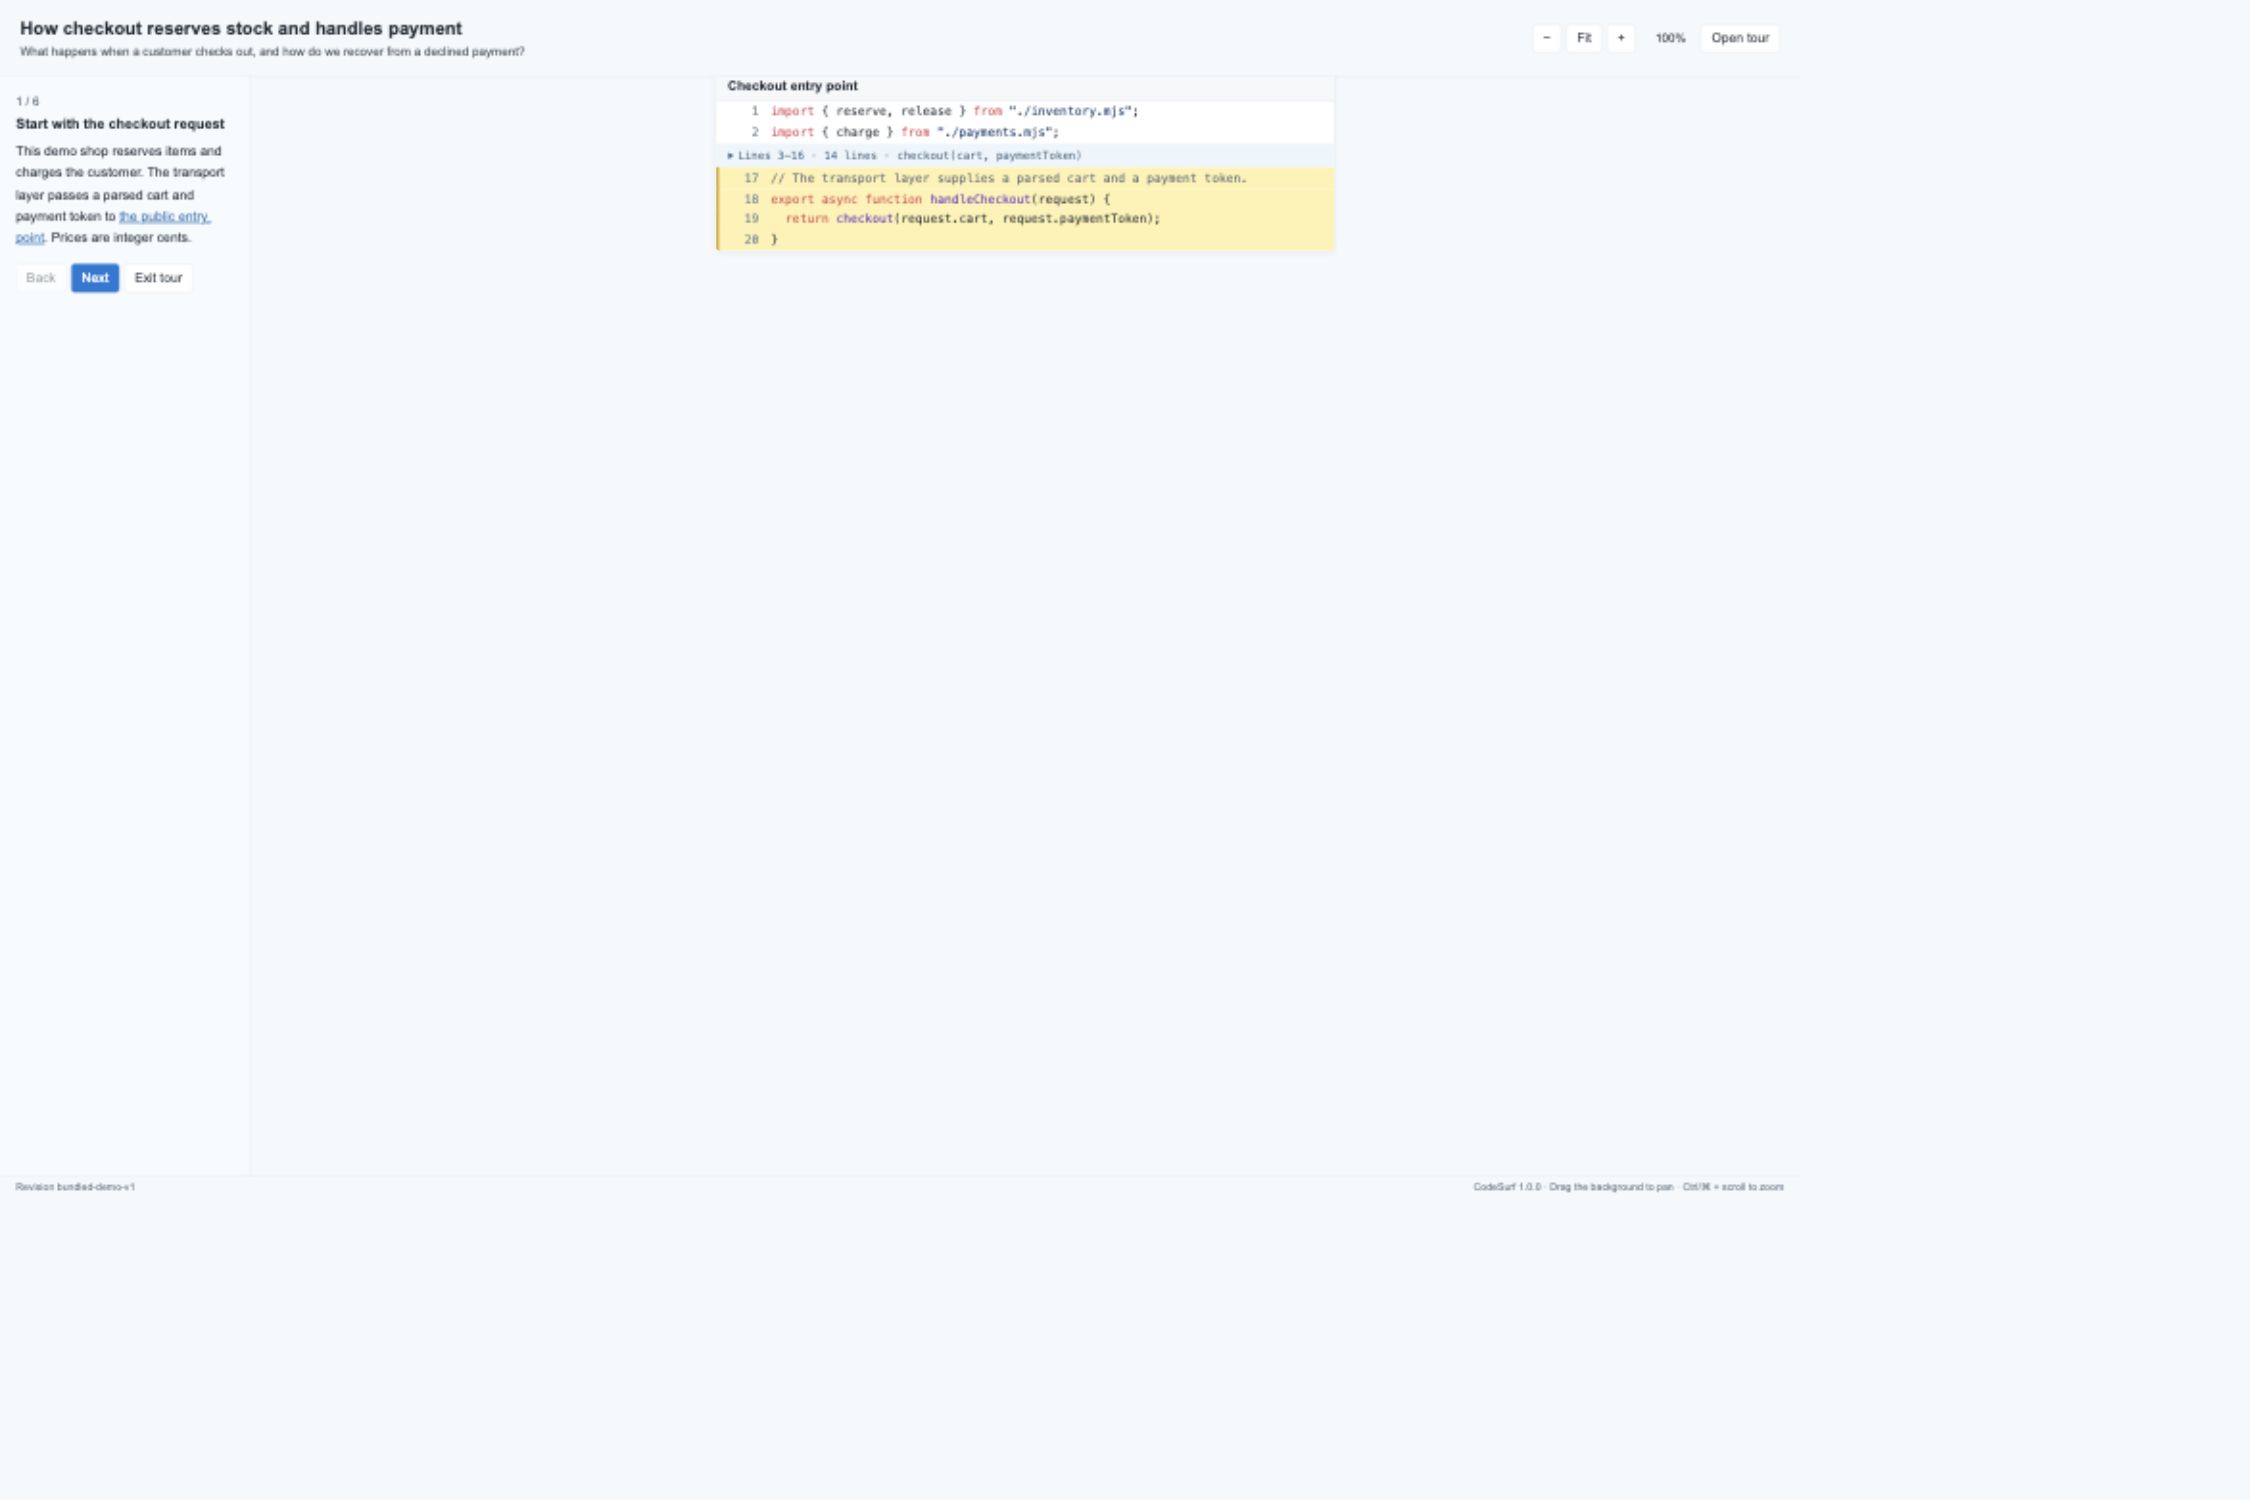 How checkout reserves stock and handles payment
What happens when a customer checks out, and how do we recover from a declined payment?
− Fit + 100% Open tour
1 / 6
Start with the checkout request
This demo shop reserves items and
charges the customer. The transport
layer passes a parsed cart and
payment token to the public entry
point. Prices are integer cents.
Back Next Exit tour
Checkout entry point
1 import { reserve, release } from "./inventory.mjs";
2 import { charge } from "./payments.mjs";
▸ Lines 3–16 · 14 lines · checkout(cart, paymentToken)
17 // The transport layer supplies a parsed cart and a payment token.
18 export async function handleCheckout(request) {
19 return checkout(request.cart, request.paymentToken);
20 }
Revision bundled-demo-v1
CodeSurf 1.0.0 · Drag the background to pan · Ctrl/⌘ + scroll to zoom